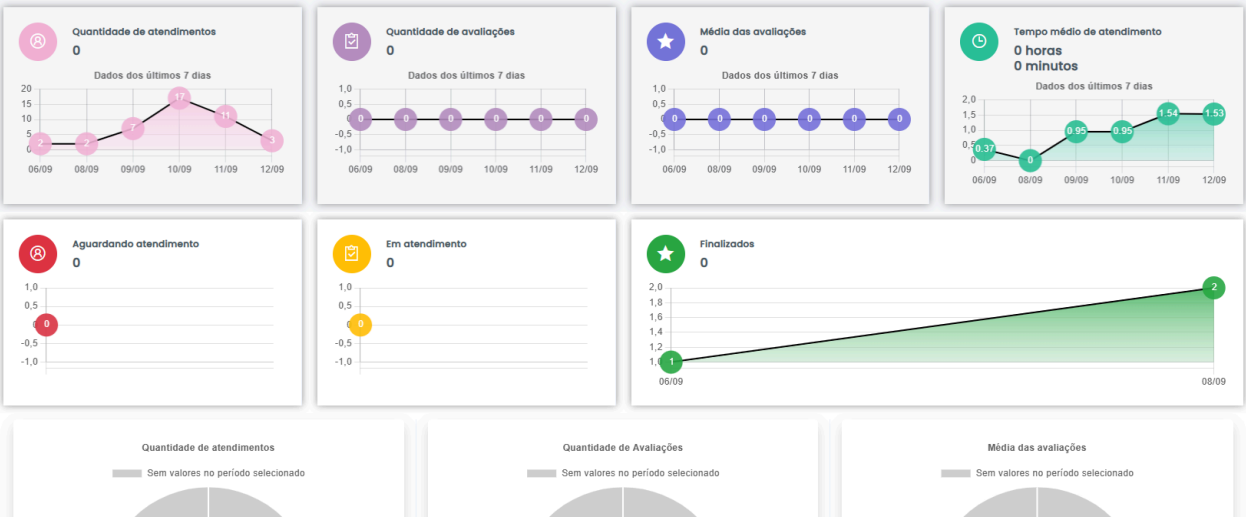 Quantidade de atendimentos
0
Dados dos últimos 7 dias
20
15
10
5
0
2
2
7
17
11
3
06/09 08/09 09/09 10/09 11/09 12/09
Quantidade de avaliações
0
Dados dos últimos 7 dias
1,0
0
0
0
0
0
0
-0,5
-1,0
06/09 08/09 09/09 10/09 11/09 12/09
Média das avaliações
0
Dados dos últimos 7 dias
1,0
0
0
0
0
0
0
-0,5
-1,0
06/09 08/09 09/09 10/09 11/09 12/09
Tempo médio de atendimento
0 horas
0 minutos
Dados dos últimos 7 dias
2,0
1,5
1,0
0,5
0
0.37
0
0.95
0.95
1.54
1.53
06/09 08/09 09/09 10/09 11/09 12/09
Aguardando atendimento
0
1,0
0,5
0
-0,5
-1,0
Em atendimento
0
1,0
0,5
0
-0,5
-1,0
Finalizados
0
2,0
1,8
1,6
1,4
1,2
1,0
1
2
06/09 08/09
Quantidade de atendimentos
Sem valores no período selecionado
Quantidade de Avaliações
Sem valores no período selecionado
Média das avaliações
Sem valores no período selecionado